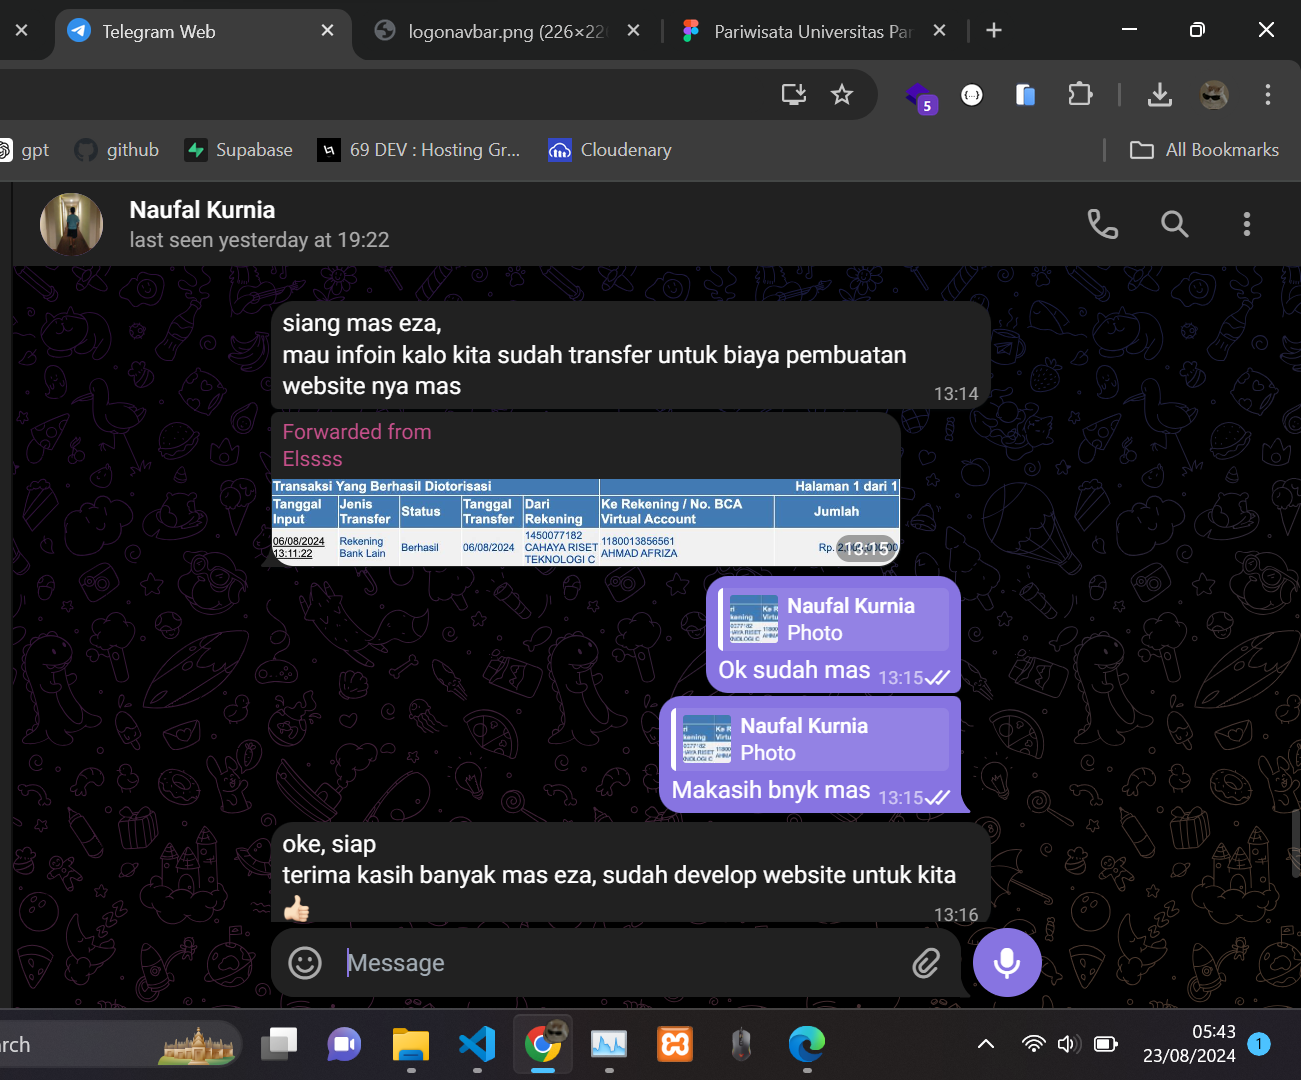 Telegram Web
logonavbar.png (226×22
Pariwisata Universitas Par
5
gpt
github
Supabase
69 DEV : Hosting Gr...
Cloudenary
All Bookmarks
Naufal Kurnia
last seen yesterday at 19:22
siang mas eza,
mau infoin kalo kita sudah transfer untuk biaya pembuatan
website nya mas
13:14
Forwarded from
Elssss
Transaksi Yang Berhasil Diotorisasi
Halaman 1 dari 1
Tanggal Input
Jenis Transfer
Status
Tanggal Transfer
Dari Rekening
Ke Rekening / No. BCA Virtual Account
Jumlah
06/08/2024 13:11:22
Rekening Bank Lain
Berhasil
06/08/2024
1450077182 CAHAYA RISET TEKNOLOGI C
1180013856561 AHMAD AFRIZA
Rp.
13:15
Naufal Kurnia
Photo
Ok sudah mas
13:15
Naufal Kurnia
Photo
Makasih bnyk mas
13:15
oke, siap
terima kasih banyak mas eza, sudah develop website untuk kita
👍🏻
13:16
Message
rch
05:43
23/08/2024
1